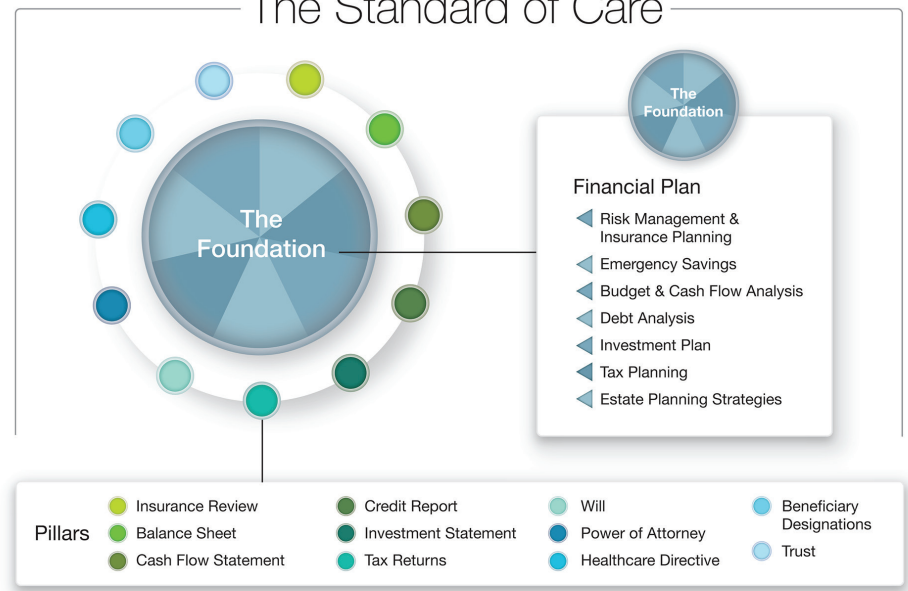 The Standard of Care
The
Foundation
The
Foundation
Financial Plan
Risk Management &
Insurance Planning
Emergency Savings
Budget & Cash Flow Analysis
Debt Analysis
Investment Plan
Tax Planning
Estate Planning Strategies
Pillars
Insurance Review
Balance Sheet
Cash Flow Statement
Credit Report
Investment Statement
Tax Returns
Will
Power of Attorney
Healthcare Directive
Beneficiary
Designations
Trust